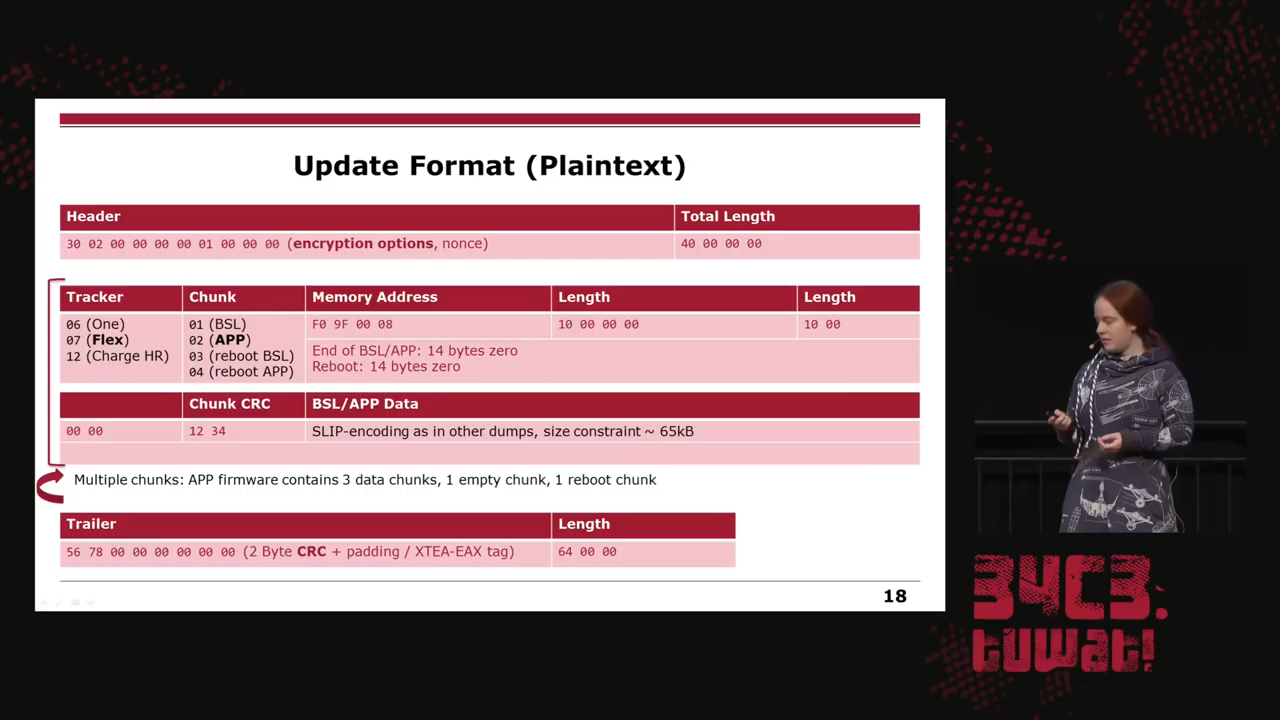 Update Format (Plaintext)
Header Total Length
30 02 00 00 00 00 01 00 00 00 (encryption options, nonce) 40 00 00 00
Tracker Chunk Memory Address Length Length
06 (One) 01 (BSL) F0 9F 00 08 10 00 00 00 10 00
07 (Flex) 02 (APP)
12 (Charge HR) 03 (reboot BSL)
04 (reboot APP)
End of BSL/APP: 14 bytes zero
Reboot: 14 bytes zero
Chunk CRC BSL/APP Data
00 00 12 34 SLIP-encoding as in other dumps, size constraint ~ 65kB
Multiple chunks: APP firmware contains 3 data chunks, 1 empty chunk, 1 reboot chunk
Trailer Length
56 78 00 00 00 00 00 00 (2 Byte CRC + padding / XTEA-EAX tag) 64 00 00
18
34C3.
tuwat!